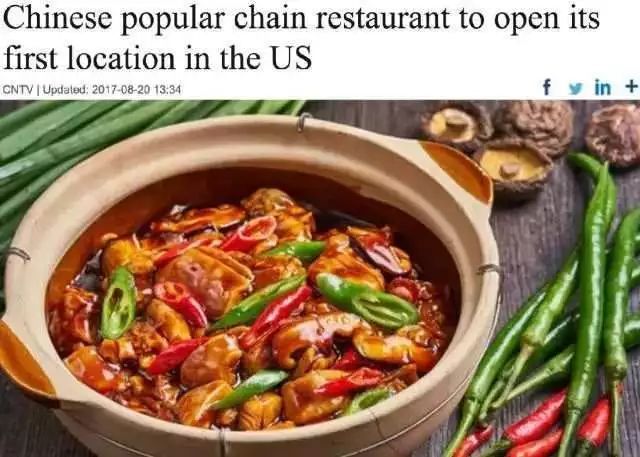 Chinese popular chain restaurant to open its
first location in the US
CNTV | Updated: 2017-08-20 13:34
f in +